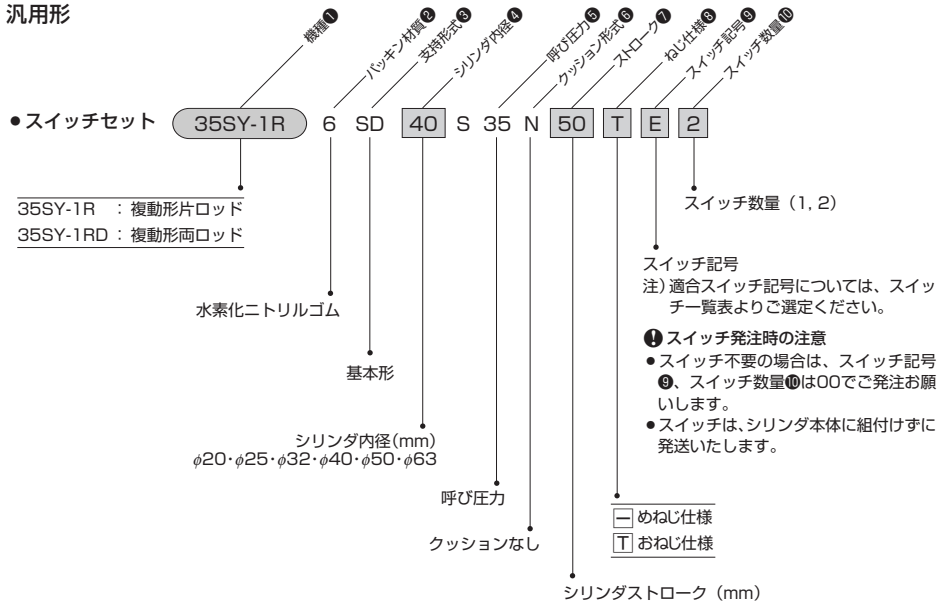 汎用形
機種❶
パッキン材質❷
支持形式❸
シリンダ内径❹
呼び圧力❺
クッション形式❻
ストローク❼
ねじ仕様❽
スイッチ記号❾
スイッチ数量❿
●スイッチセット 35SY-1R 6 SD 40 S 35 N 50 T E 2
35SY-1R : 複動形片ロッド
35SY-1RD : 複動形両ロッド
スイッチ数量 (1, 2)
スイッチ記号
注)適合スイッチ記号については、スイッ
チ一覧表よりご選定ください。
水素化ニトリルゴム
スイッチ発注時の注意
●スイッチ不要の場合は、スイッチ記号
❾、スイッチ数量❿は00でご発注お願
いします。
●スイッチは、シリンダ本体に組付けずに
発送いたします。
基本形
シリンダ内径(mm)
φ20・φ25・φ32・φ40・φ50・φ63
呼び圧力
ー めねじ仕様
T おねじ仕様
クッションなし
シリンダストローク (mm)